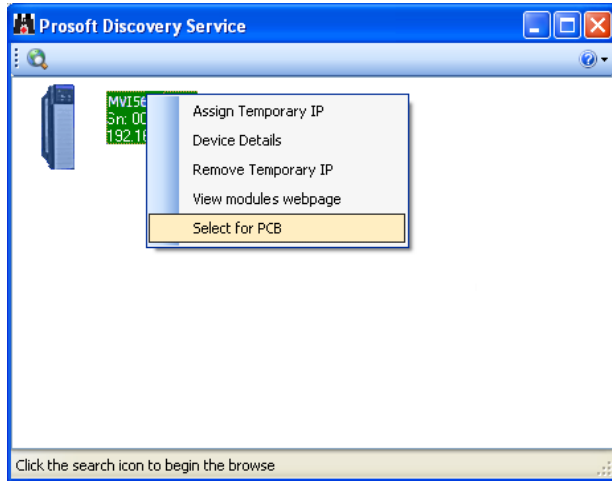 Prosoft Discovery Service
MVI56
Sn: 00
192.16
Assign Temporary IP
Device Details
Remove Temporary IP
View modules webpage
Select for PCB
Click the search icon to begin the browse